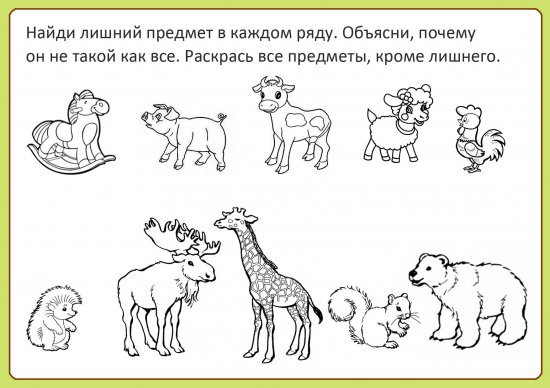 Найди лишний предмет в каждом ряду. Объясни, почему
он не такой как все. Раскрась все предметы, кроме лишнего.